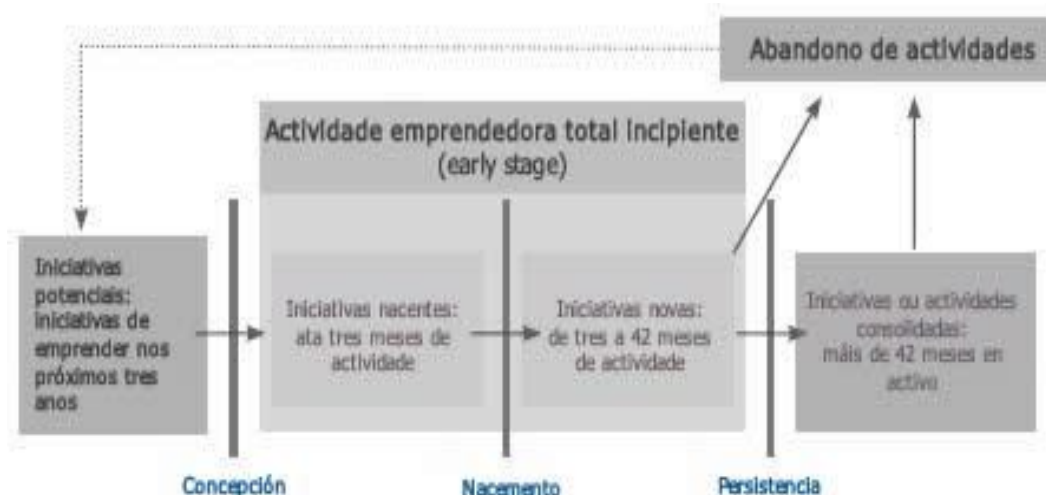 Abandono de actividades
Actividade emprendedora total incipiente
(early stage)
Iniciativas
potenciais:
iniciativas de
emprender nos
próximos tres
anos
Iniciativas nacentes:
ata tres meses de
actividade
Iniciativas novas:
de tres a 42 meses
de actividade
Iniciativas ou actividades
consolidadas:
máis de 42 meses en
activo
Concepción
Nacemento
Persistencia